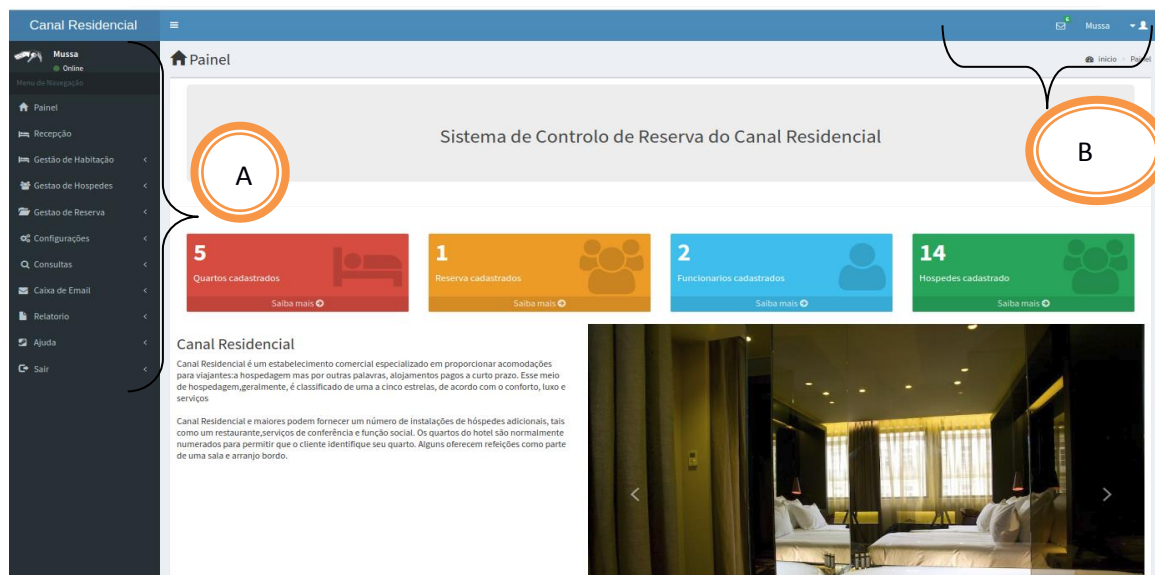 Canal Residencial
6
Mussa
Mussa
Online
Menu de Navegação
Painel
Recepção
Gestão de Habitação
Gestao de Hospedes
Gestao de Reserva
Configurações
Consultas
Caixa de Email
Relatorio
Ajuda
Sair
A
B
Painel
inicio > Painel
Sistema de Controlo de Reserva do Canal Residencial
5
Quartos cadastrados
Saiba mais
1
Reserva cadastrados
Saiba mais
2
Funcionarios cadastrados
Saiba mais
14
Hospedes cadastrado
Saiba mais
Canal Residencial
Canal Residencial é um estabelecimento comercial especializado em proporcionar acomodações
para viajantes:a hospedagem mas por outras palavras, alojamentos pagos a curto prazo. Esse meio
de hospedagem,geralmente, é classificado de uma a cinco estrelas, de acordo com o conforto, luxo e
serviços
Canal Residencial e maiores podem fornecer um número de instalações de hóspedes adicionais, tais
como um restaurante,serviços de conferência e função social. Os quartos do hotel são normalmente
numerados para permitir que o cliente identifique seu quarto. Alguns oferecem refeições como parte
de uma sala e arranjo bordo.